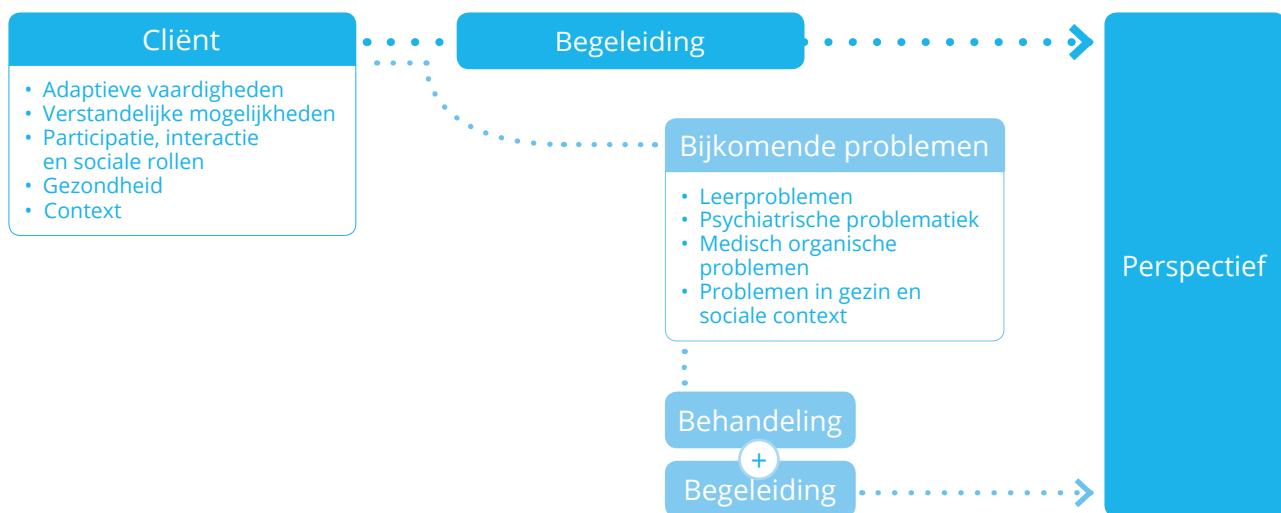 Cliënt
• Adaptieve vaardigheden
• Verstandelijke mogelijkheden
• Participatie, interactie
en sociale rollen
• Gezondheid
• Context
Begeleiding
Bijkomende problemen
• Leerproblemen
• Psychiatrische problematiek
• Medisch organische
problemen
• Problemen in gezin en
sociale context
Behandeling
+
Begeleiding
Perspectief